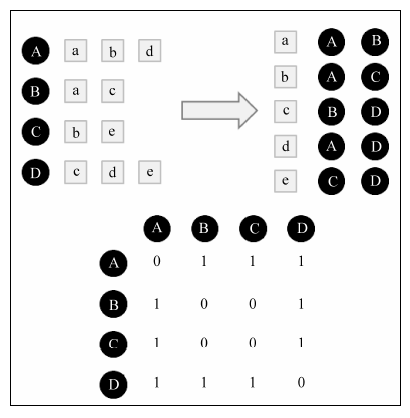 A a b d
B a c
C b e
D c d e
a A B
b A C
c B D
d A D
e C D
A B C D
A 0 1 1 1
B 1 0 0 1
C 1 0 0 1
D 1 1 1 0